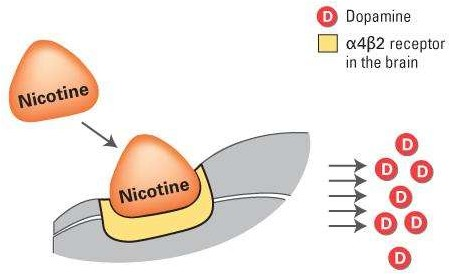 D Dopamine
α4β2 receptor
in the brain
Nicotine
Nicotine
D
D
D
D
D
D
D